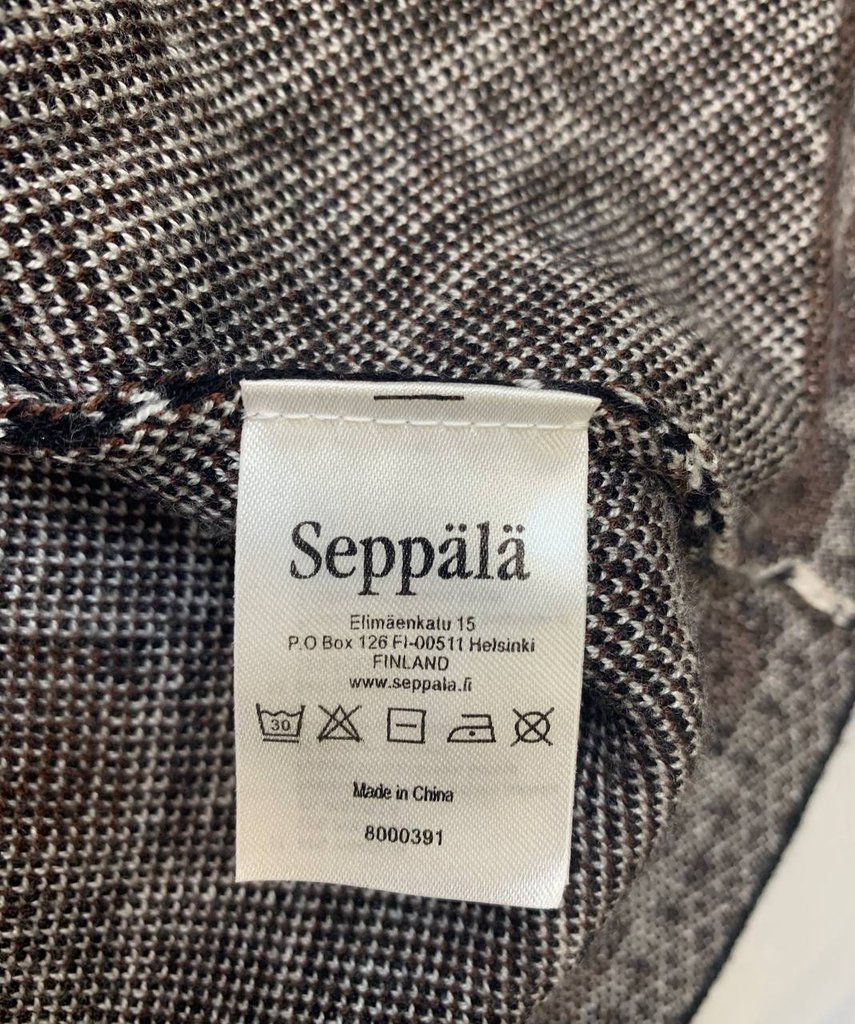 Seppälä
Elimäenkatu 15
P.O Box 126 FI-00511 Helsinki
FINLAND
www.seppala.fi
30
Made in China
8000391